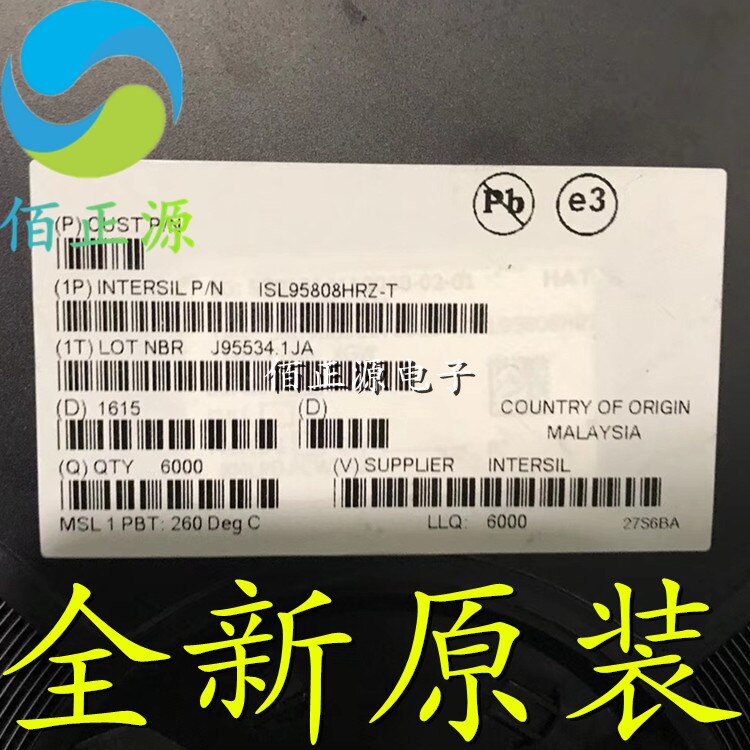 Pb e3
佰正源
(P) CUST P/N
(1P) INTERSIL P/N ISL95808HRZ-T
(1T) LOT NBR J95534.1JA
佰正源电子
(D) 1615 (D) COUNTRY OF ORIGIN
MALAYSIA
(Q) QTY 6000 (V) SUPPLIER INTERSIL
MSL 1 PBT: 260 Deg C LLQ: 6000 27S6BA
全新原装